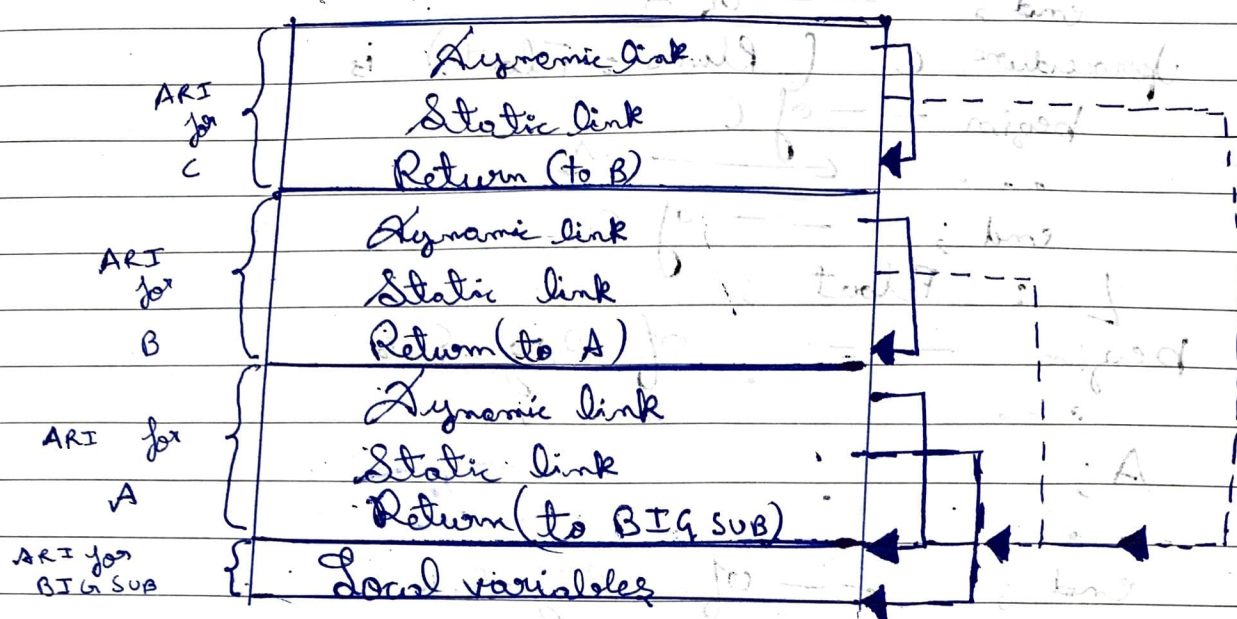 ARI
for
C
Dynamic link
Static link
Return (to B)
ARI
for
B
Dynamic link
Static link
Return (to A)
ARI for
A
Dynamic link
Static link
Return (to BIG SUB)
ARI for
BIG SUB
Local variables